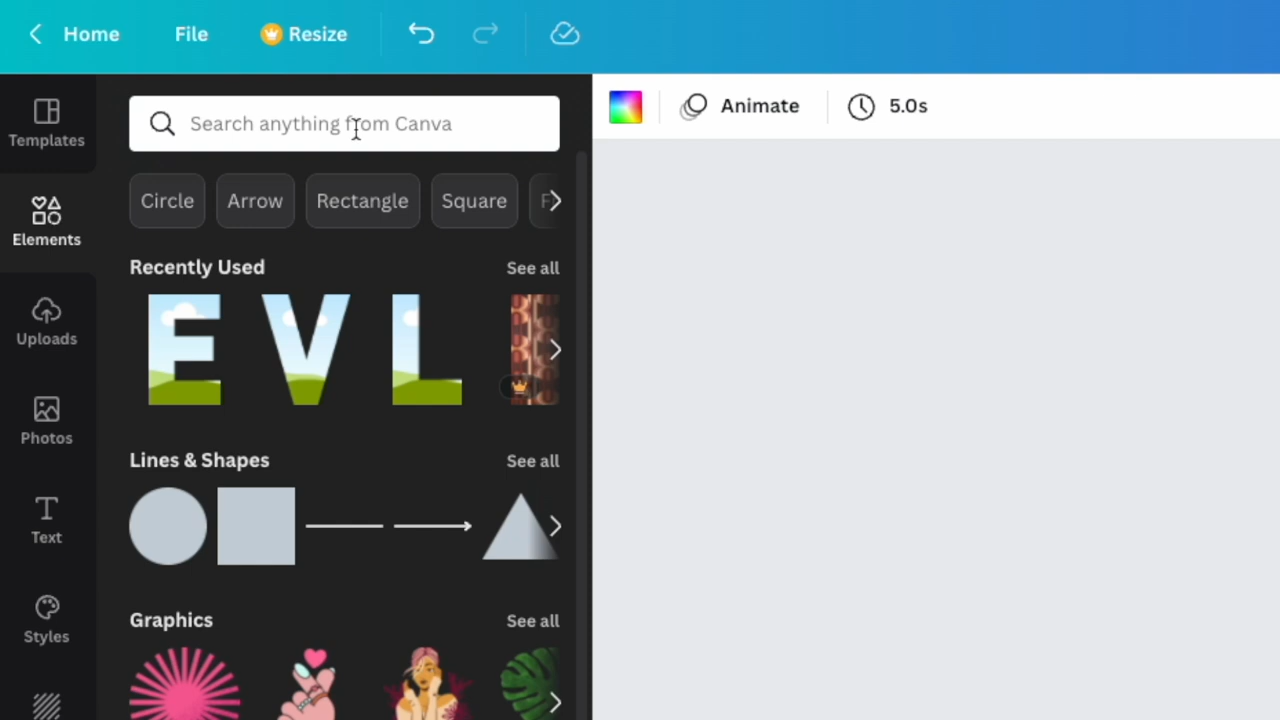 Home File Resize
Templates
Elements
Uploads
Photos
Text
Styles
Search anything from Canva
Circle Arrow Rectangle Square F
Recently Used See all
E V L
Lines & Shapes See all
Graphics See all
Animate 5.0s